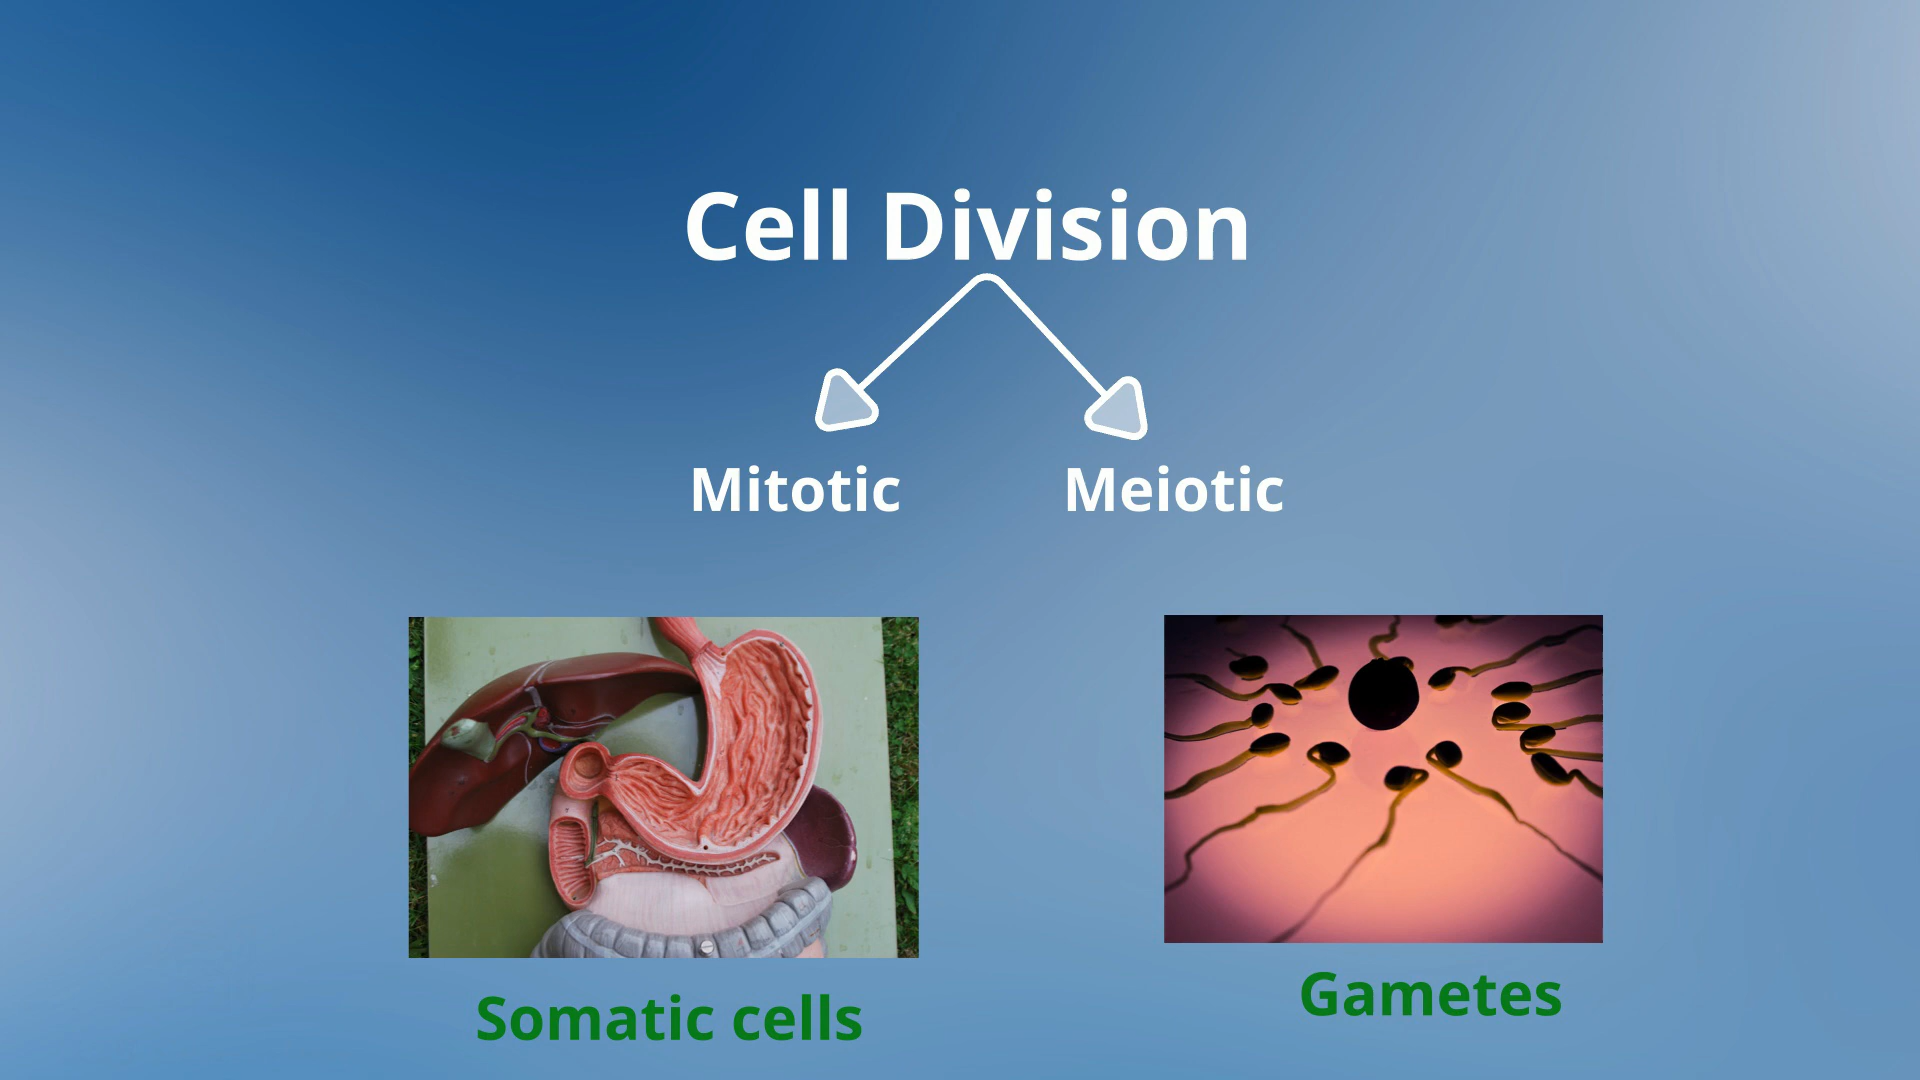 Cell Division
Mitotic
Meiotic
Somatic cells
Gametes